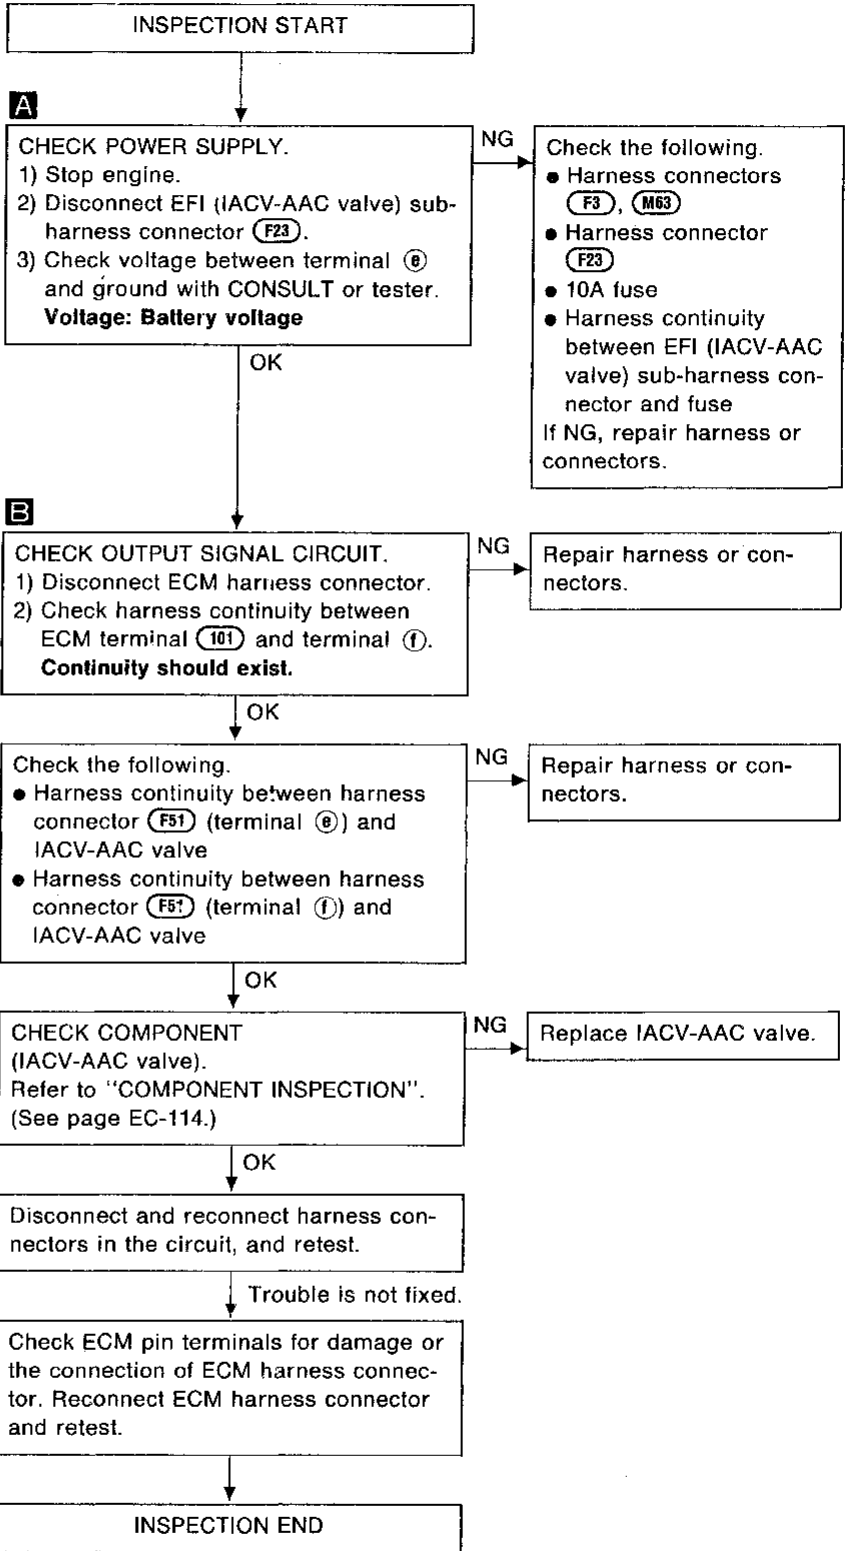 INSPECTION START
A
CHECK POWER SUPPLY.
1) Stop engine.
2) Disconnect EFI (IACV-AAC valve) sub-
harness connector (F23).
3) Check voltage between terminal ⓔ
and ground with CONSULT or tester.
Voltage: Battery voltage
NG
Check the following.
● Harness connectors
(F3), (M63)
● Harness connector
(F23)
● 10A fuse
● Harness continuity
between EFI (IACV-AAC
valve) sub-harness con-
nector and fuse
If NG, repair harness or
connectors.
OK
B
CHECK OUTPUT SIGNAL CIRCUIT.
1) Disconnect ECM harness connector.
2) Check harness continuity between
ECM terminal (101) and terminal ⓕ.
Continuity should exist.
NG
Repair harness or con-
nectors.
OK
Check the following.
● Harness continuity between harness
connector (F51) (terminal ⓔ) and
IACV-AAC valve
● Harness continuity between harness
connector (F51) (terminal ⓕ) and
IACV-AAC valve
NG
Repair harness or con-
nectors.
OK
CHECK COMPONENT
(IACV-AAC valve).
Refer to "COMPONENT INSPECTION".
(See page EC-114.)
NG
Replace IACV-AAC valve.
OK
Disconnect and reconnect harness con-
nectors in the circuit, and retest.
Trouble is not fixed.
Check ECM pin terminals for damage or
the connection of ECM harness connec-
tor. Reconnect ECM harness connector
and retest.
INSPECTION END